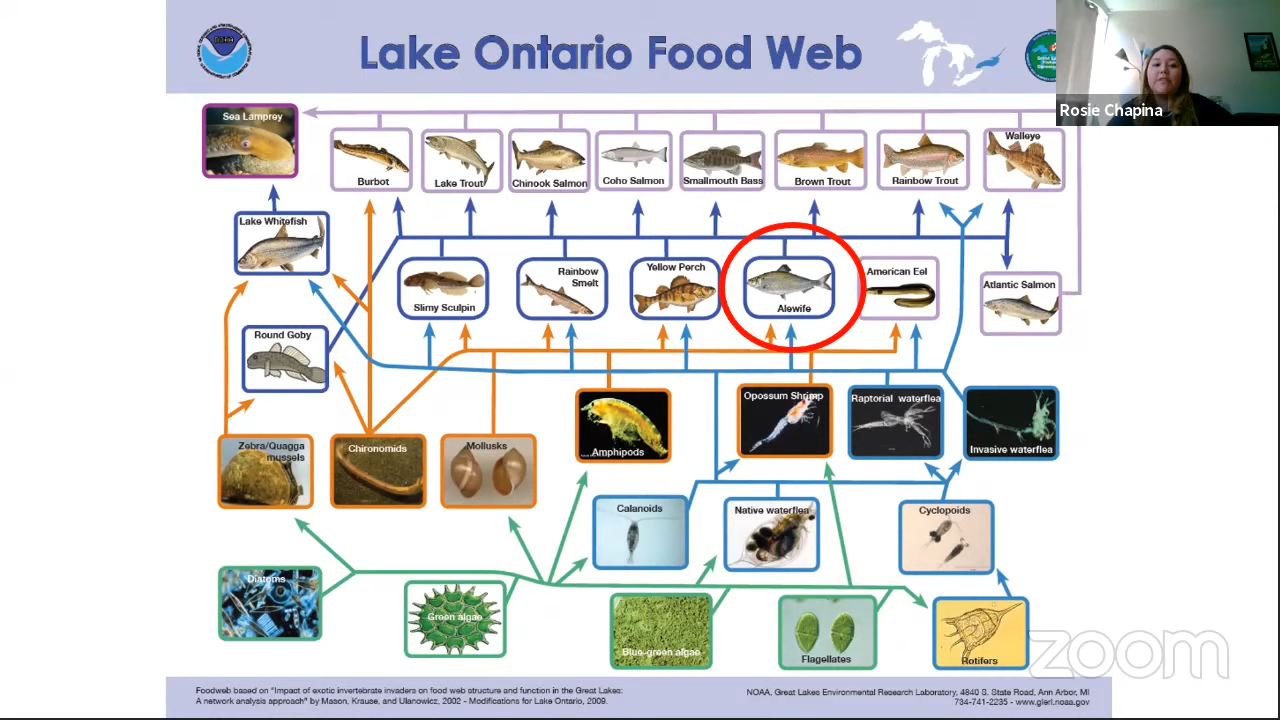 NOAA
Lake Ontario Food Web
Rosie Chapina
Sea Lamprey
Burbot
Lake Trout
Chinook Salmon
Coho Salmon
Smallmouth Bass
Brown Trout
Rainbow Trout
Walleye
Lake Whitefish
Slimy Sculpin
Rainbow
Smelt
Yellow Perch
Alewife
American Eel
Atlantic Salmon
Round Goby
Zebra/Quagga
mussels
Chironomids
Mollusks
Amphipods
Opossum Shrimp
Raptorial waterflea
Invasive waterflea
Calanoids
Native waterflea
Cyclopoids
Diatoms
Green algae
Blue-green algae
Flagellates
Rotifers
zoom
Foodweb based on "Impact of exotic invertebrate invaders on food web structure and function in the Great Lakes:
A network analysis approach" by Mason, Krause, and Ulanowicz, 2002 - Modifications for Lake Ontario, 2009.
NOAA, Great Lakes Environmental Research Laboratory, 4840 S. State Road, Ann Arbor, MI
734-741-2235 - www.glerl.noaa.gov